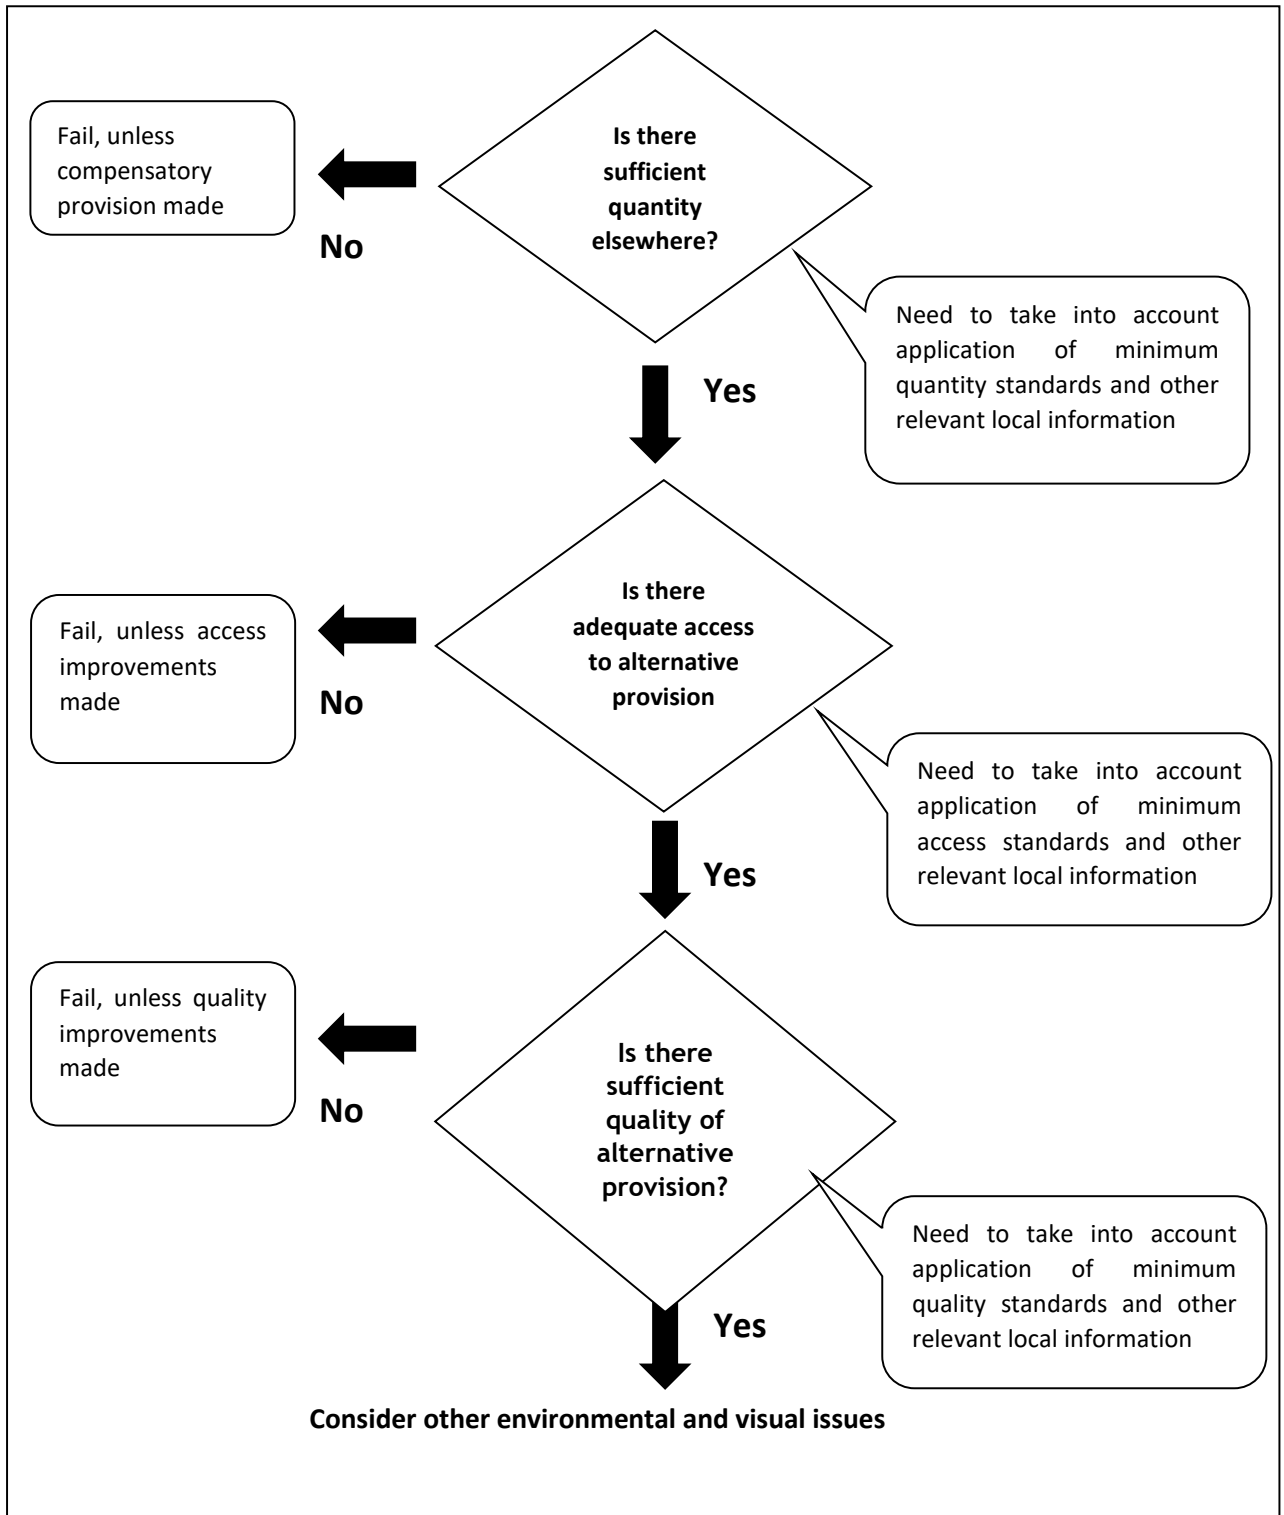 Is there
sufficient
quantity
elsewhere?
Fail, unless
compensatory
provision made
No
Need to take into account
application of minimum
quantity standards and other
relevant local information
Yes
Is there
adequate access
to alternative
provision
Fail, unless access
improvements
made
No
Need to take into account
application of minimum
access standards and other
relevant local information
Yes
Is there
sufficient
quality of
alternative
provision?
Fail, unless quality
improvements
made
No
Need to take into account
application of minimum
quality standards and other
relevant local information
Yes
Consider other environmental and visual issues